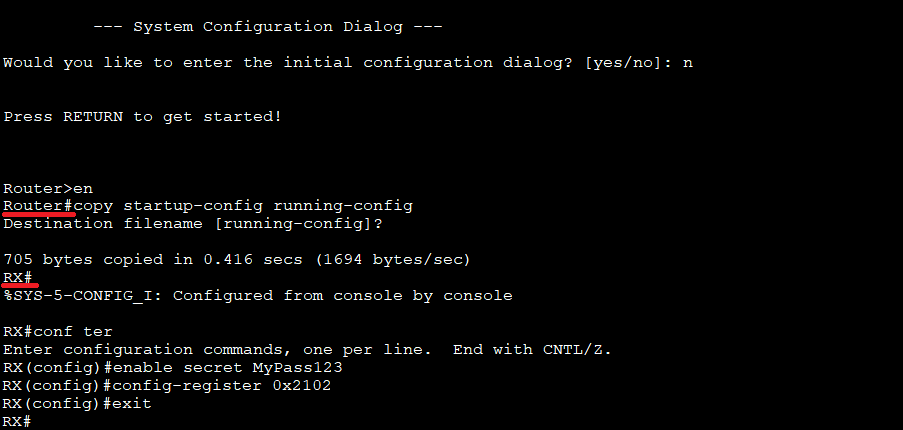 --- System Configuration Dialog ---
Would you like to enter the initial configuration dialog? [yes/no]: n
Press RETURN to get started!
Router>en
Router#copy startup-config running-config
Destination filename [running-config]?
705 bytes copied in 0.416 secs (1694 bytes/sec)
RX#
%SYS-5-CONFIG_I: Configured from console by console
RX#conf ter
Enter configuration commands, one per line.  End with CNTL/Z.
RX(config)#enable secret MyPass123
RX(config)#config-register 0x2102
RX(config)#exit
RX#